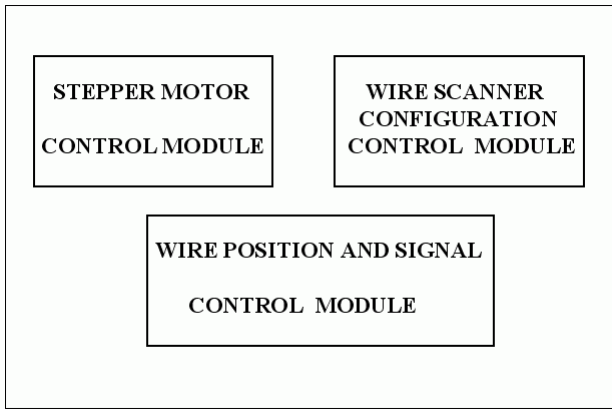 STEPPER MOTOR
CONTROL MODULE
WIRE SCANNER
CONFIGURATION
CONTROL MODULE
WIRE POSITION AND SIGNAL
CONTROL MODULE